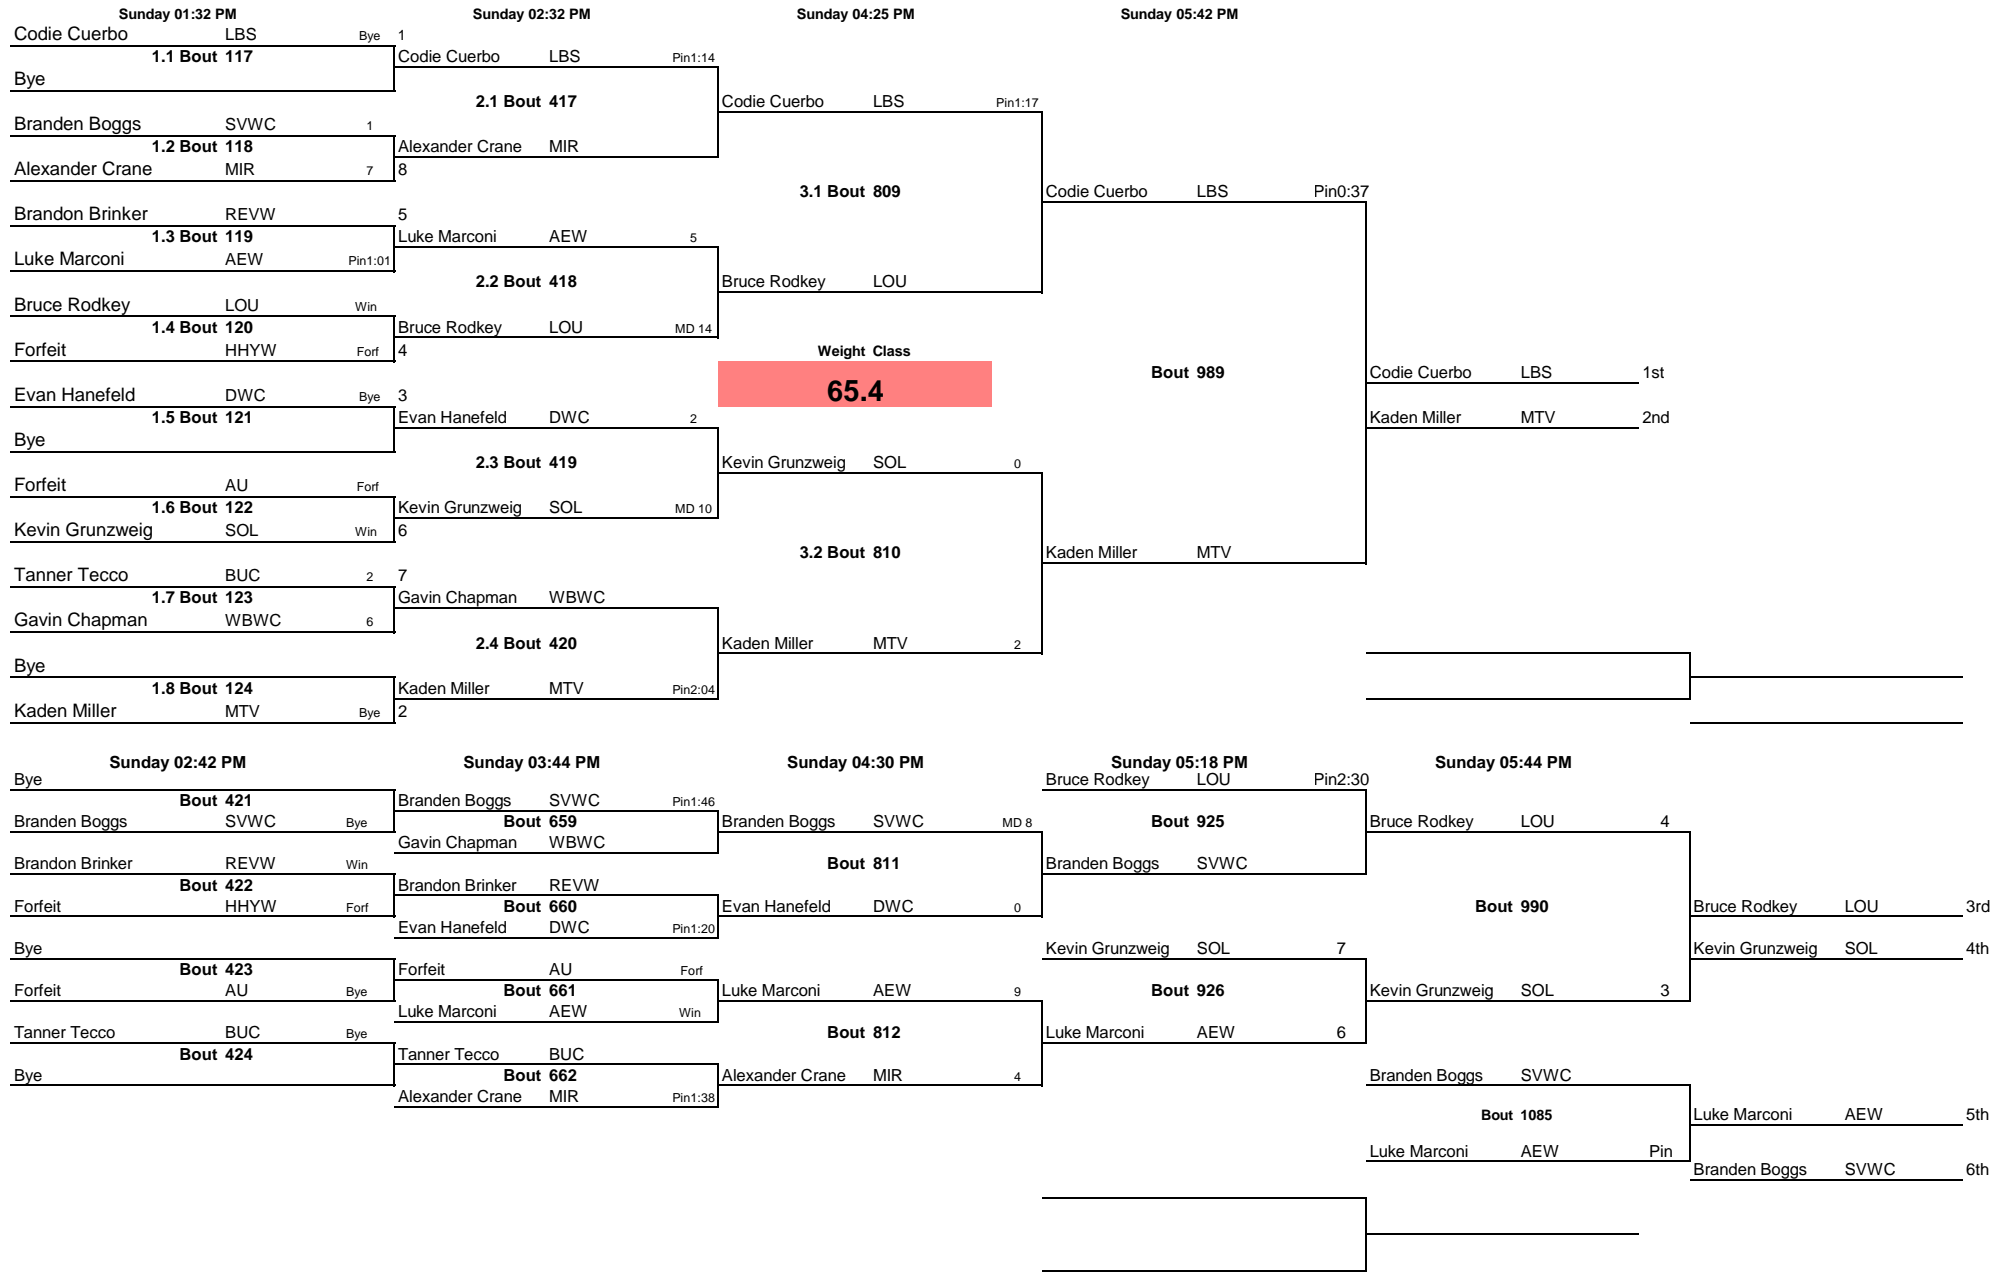 Sunday 01:32 PM Sunday 02:32 PM Sunday 04:25 PM Sunday 05:42 PM
Codie Cuerbo LBS Bye 1
1.1 Bout 117 Codie Cuerbo LBS Pin1:14
Bye
2.1 Bout 417 Codie Cuerbo LBS Pin1:17
Branden Boggs SVWC 1
1.2 Bout 118 Alexander Crane MIR
Alexander Crane MIR 7 8
3.1 Bout 809 Codie Cuerbo LBS Pin0:37
Brandon Brinker REVW 5
1.3 Bout 119 Luke Marconi AEW 5
Luke Marconi AEW Pin1:01
2.2 Bout 418 Bruce Rodkey LOU
Bruce Rodkey LOU Win
1.4 Bout 120 Bruce Rodkey LOU MD 14
Forfeit HHYW Forf 4 Weight Class
Bout 989 Codie Cuerbo LBS 1st
Evan Hanefeld DWC Bye 3 65.4
1.5 Bout 121 Evan Hanefeld DWC 2 Kaden Miller MTV 2nd
Bye
2.3 Bout 419 Kevin Grunzweig SOL 0
Forfeit AU Forf
1.6 Bout 122 Kevin Grunzweig SOL MD 10
Kevin Grunzweig SOL Win 6
3.2 Bout 810 Kaden Miller MTV
Tanner Tecco BUC 2 7
1.7 Bout 123 Gavin Chapman WBWC
Gavin Chapman WBWC 6
2.4 Bout 420 Kaden Miller MTV 2
Bye
1.8 Bout 124 Kaden Miller MTV Pin2:04
Kaden Miller MTV Bye 2
Sunday 02:42 PM Sunday 03:44 PM Sunday 04:30 PM Sunday 05:18 PM Sunday 05:44 PM
Bye Bruce Rodkey LOU Pin2:30
Bout 421 Branden Boggs SVWC Pin1:46
Branden Boggs SVWC Bye Bout 659 Branden Boggs SVWC MD 8 Bout 925 Bruce Rodkey LOU 4
Gavin Chapman WBWC
Brandon Brinker REVW Win Bout 811 Branden Boggs SVWC
Bout 422 Brandon Brinker REVW
Forfeit HHYW Forf Bout 660 Evan Hanefeld DWC 0 Bout 990 Bruce Rodkey LOU 3rd
Evan Hanefeld DWC Pin1:20
Bye Kevin Grunzweig SOL 7 Kevin Grunzweig SOL 4th
Bout 423 Forfeit AU Forf
Forfeit AU Bye Bout 661 Luke Marconi AEW 9 Bout 926 Kevin Grunzweig SOL 3
Luke Marconi AEW Win
Tanner Tecco BUC Bye Bout 812 Luke Marconi AEW 6
Bout 424 Tanner Tecco BUC
Bye Bout 662 Alexander Crane MIR 4 Branden Boggs SVWC
Alexander Crane MIR Pin1:38
Bout 1085 Luke Marconi AEW 5th
Luke Marconi AEW Pin
Branden Boggs SVWC 6th